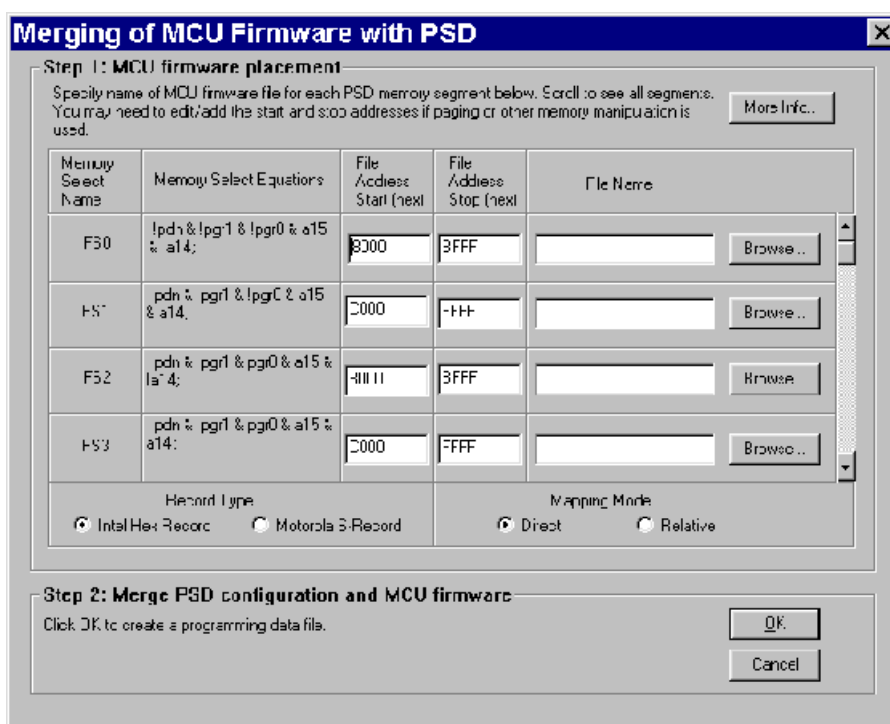 Merging of MCU Firmware with PSD
Step 1: MCU firmware placement
Specify name of MCU firmware file for each PSD memory segment below. Scroll to see all segments.
You may need to edit/add the start and stop addresses if paging or other memory manipulation is
used.
More Info..
Memory
Select
Name
Memory Select Equations
File
Address
Start (hex)
File
Address
Stop (hex)
File Name
FS0
!pdn & !pgr1 & !pgr0 & a15
& !a14;
8000
BFFF
Browse...
FS1
!pdn & !pgr1 & !pgr0 & a15
& a14;
C000
FFFF
Browse...
FS2
!pdn & !pgr1 & pgr0 & a15 &
!a14;
8000
BFFF
Browse...
FS3
!pdn & !pgr1 & pgr0 & a15 &
a14;
C000
FFFF
Browse...
Record Type
Intel Hex Record
Motorola S-Record
Mapping Mode
Direct
Relative
Step 2: Merge PSD configuration and MCU firmware
Click OK to create a programming data file.
OK
Cancel